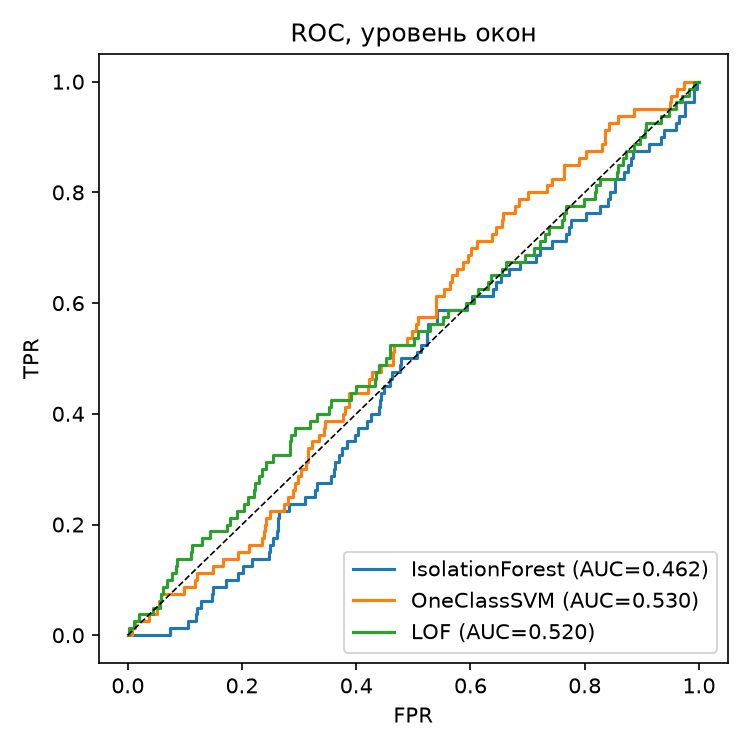 ROC, уровень окон
TPR
1.0
0.8
0.6
0.4
0.2
0.0
IsolationForest (AUC=0.462)
OneClassSVM (AUC=0.530)
LOF (AUC=0.520)
0.0 0.2 0.4 0.6 0.8 1.0
FPR